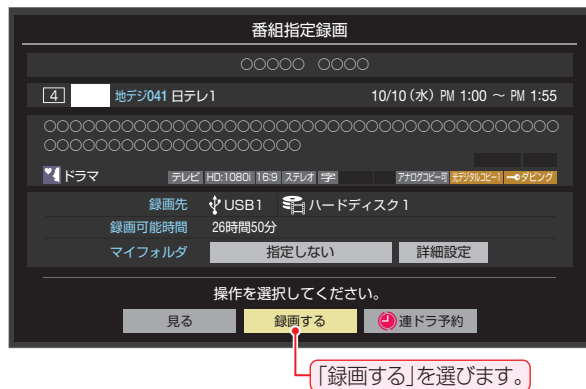 番組指定録画
○○○○○ ○○○○
4 地デジ041 日テレ1 10/10(水) PM 1:00 ～ PM 1:55
○○○○○○○○○○○○○○○○○○○○○○○○○○○○○○○○○○○○
○○○○○○○○○○○○○○○○○○
ドラマ テレビ HD:1080i 16:9 ステレオ 字 アナログコピー可 光デジタルコピー1 ダビング
録画先 USB1 ハードディスク1
録画可能時間 26時間50分
マイフォルダ 指定しない 詳細設定
操作を選択してください。
見る 録画する 連ドラ予約
「録画する」を選びます。